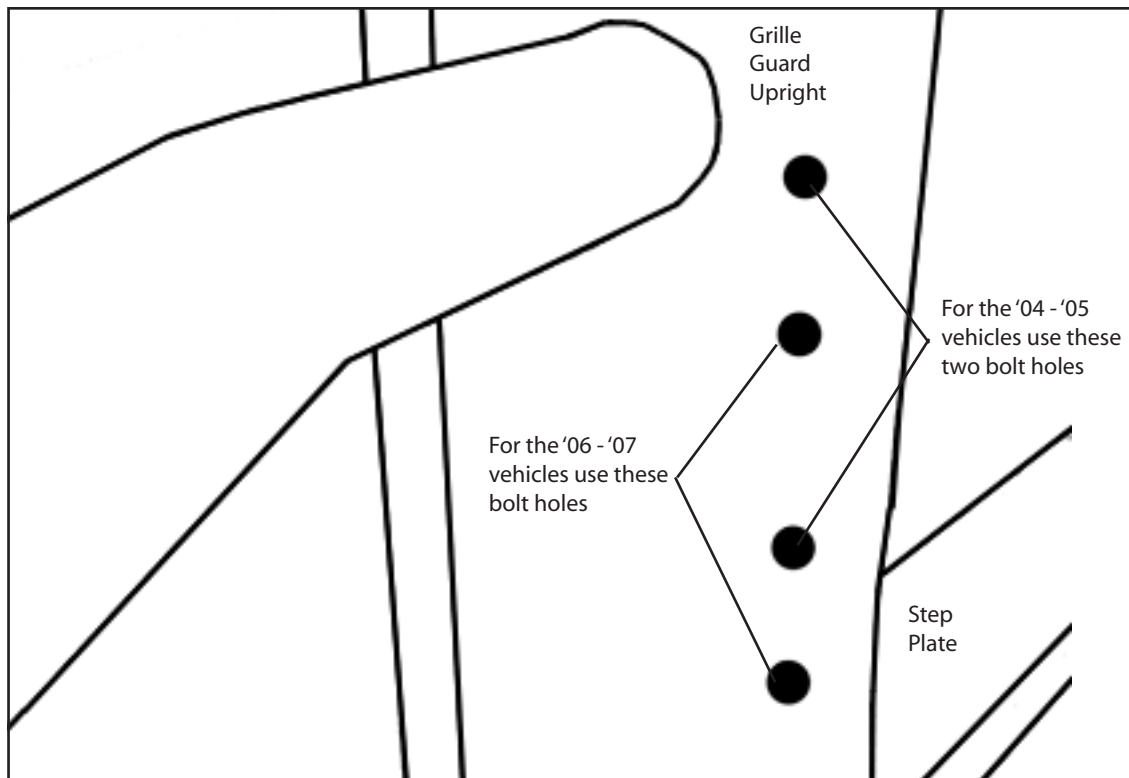 Grille
Guard
Upright
For the ‘04 - ‘05
vehicles use these
two bolt holes
For the ‘06 - ‘07
vehicles use these
bolt holes
Step
Plate